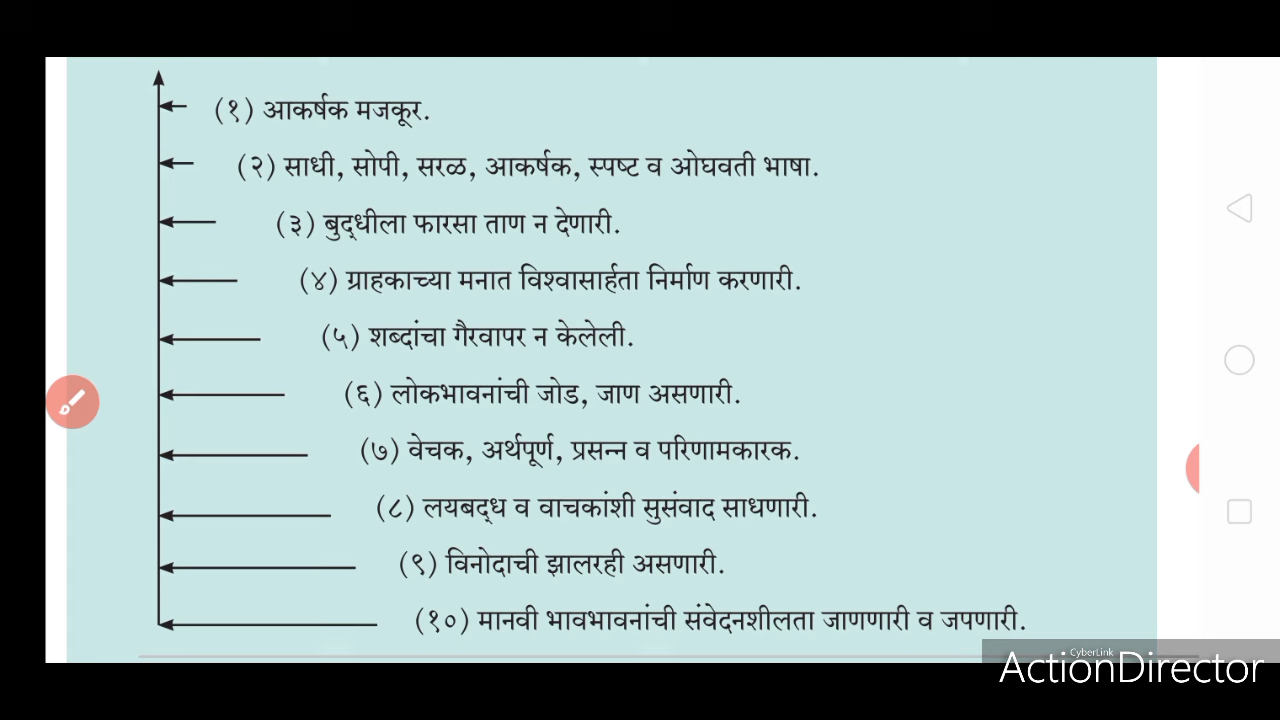 (१) आकर्षक मजकूर.
(२) साधी, सोपी, सरळ, आकर्षक, स्पष्ट व ओघवती भाषा.
(३) बुद्धीला फारसा ताण न देणारी.
(४) ग्राहकाच्या मनात विश्वासार्हता निर्माण करणारी.
(५) शब्दांचा गैरवापर न केलेली.
(६) लोकभावनांची जोड, जाण असणारी.
(७) वेचक, अर्थपूर्ण, प्रसन्न व परिणामकारक.
(८) लयबद्ध व वाचकांशी सुसंवाद साधणारी.
(९) विनोदाची झालरही असणारी.
(१०) मानवी भावभावनांची संवेदनशीलता जाणणारी व जपणारी.
CyberLink
ActionDirector